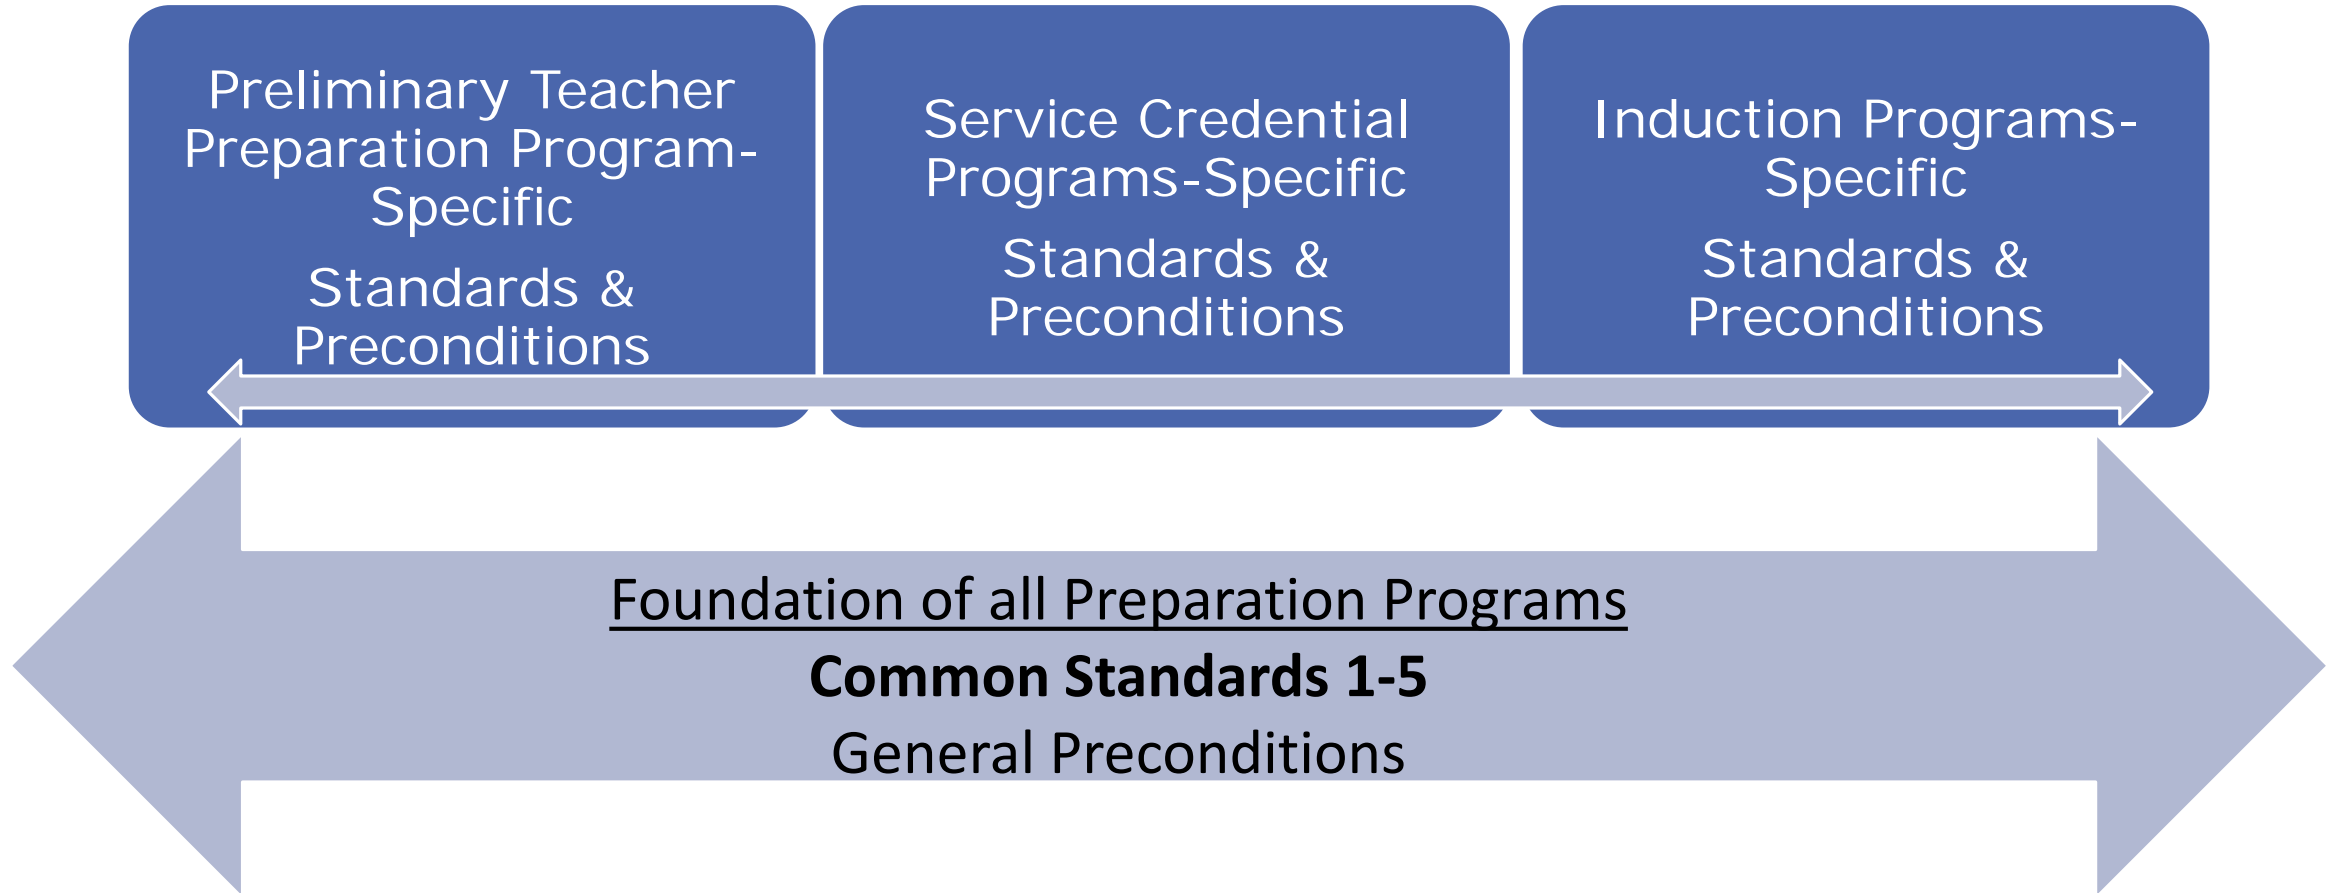 Preliminary Teacher
Preparation Program-
Specific
Standards &
Preconditions
Service Credential
Programs-Specific
Standards &
Preconditions
Induction Programs-
Specific
Standards &
Preconditions
Foundation of all Preparation Programs
Common Standards 1-5
General Preconditions